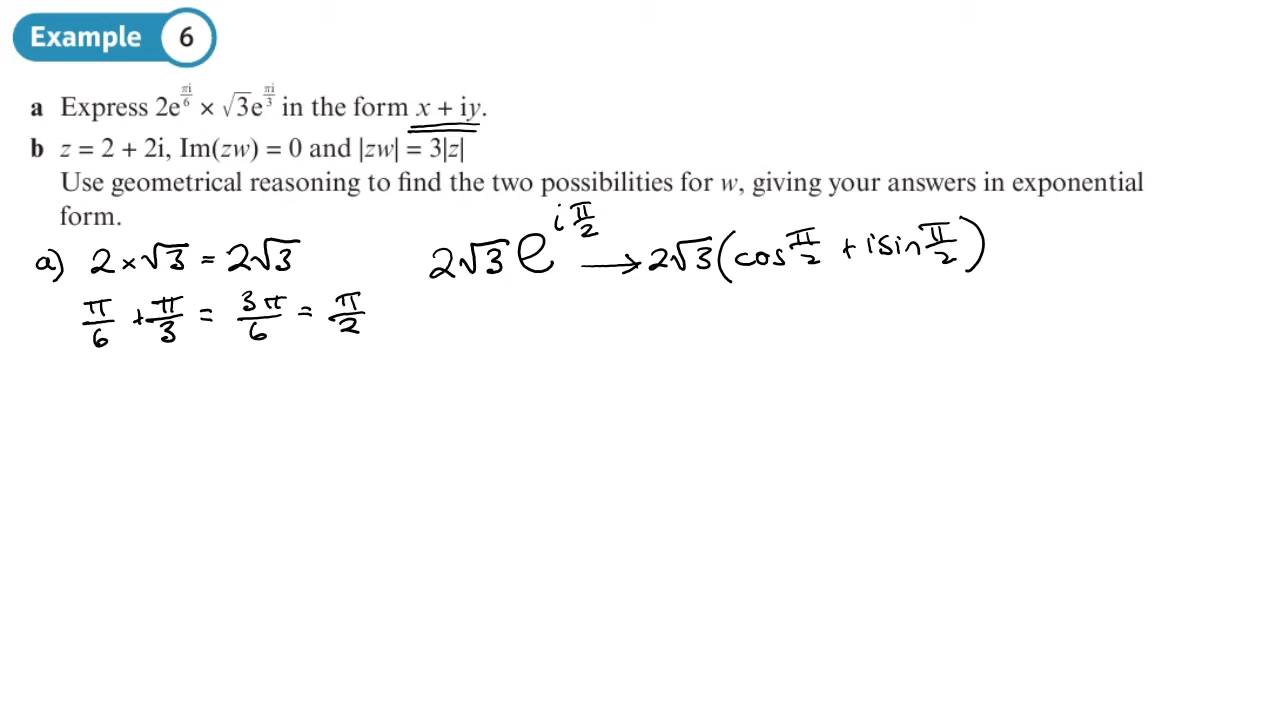 Example 6
a Express 2e^(πi/6) × √3e^(πi/3) in the form x + iy.
b z = 2 + 2i, Im(zw) = 0 and |zw| = 3|z|
Use geometrical reasoning to find the two possibilities for w, giving your answers in exponential
form.
a) 2×√3 = 2√3
π/6 + π/3 = 3π/6 = π/2
2√3 e^(iπ/2) → 2√3(cos π/2 + isin π/2)